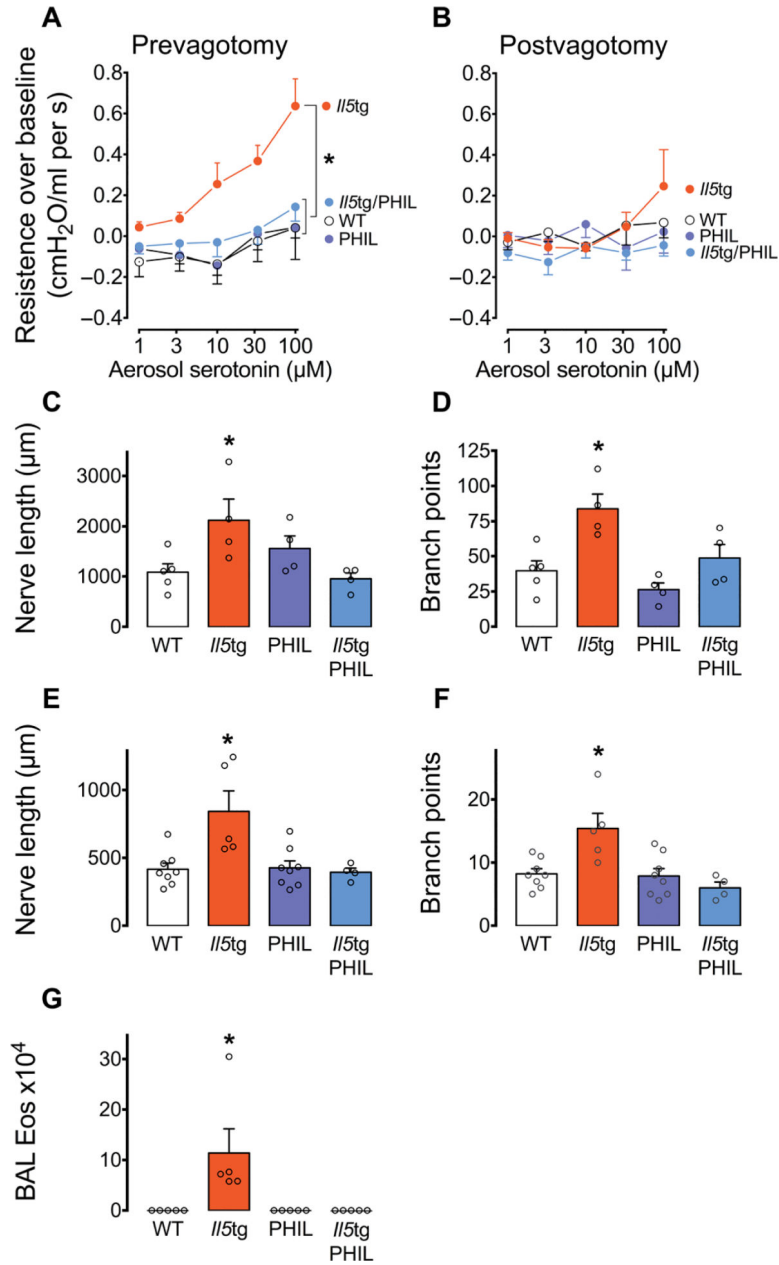 A
Prevagotomy
Resistence over baseline
(cmH2O/ml per s)
0.8
0.6
0.4
0.2
0.0
–0.2
–0.4
1 3 10 30 100
Aerosol serotonin (µM)
Il5tg
*
Il5tg/PHIL
WT
PHIL
B
Postvagotomy
0.8
0.6
0.4
0.2
0.0
–0.2
–0.4
1 3 10 30 100
Aerosol serotonin (µM)
Il5tg
WT
PHIL
Il5tg/PHIL
C
Nerve length (µm)
3000
2000
1000
0
*
WT Il5tg PHIL Il5tg
PHIL
D
Branch points
125
100
75
50
25
0
*
WT Il5tg PHIL Il5tg
PHIL
E
Nerve length (µm)
1000
500
0
*
WT Il5tg PHIL Il5tg
PHIL
F
Branch points
20
10
0
*
WT Il5tg PHIL Il5tg
PHIL
G
BAL Eos x10⁴
30
20
10
0
*
WT Il5tg PHIL Il5tg
PHIL